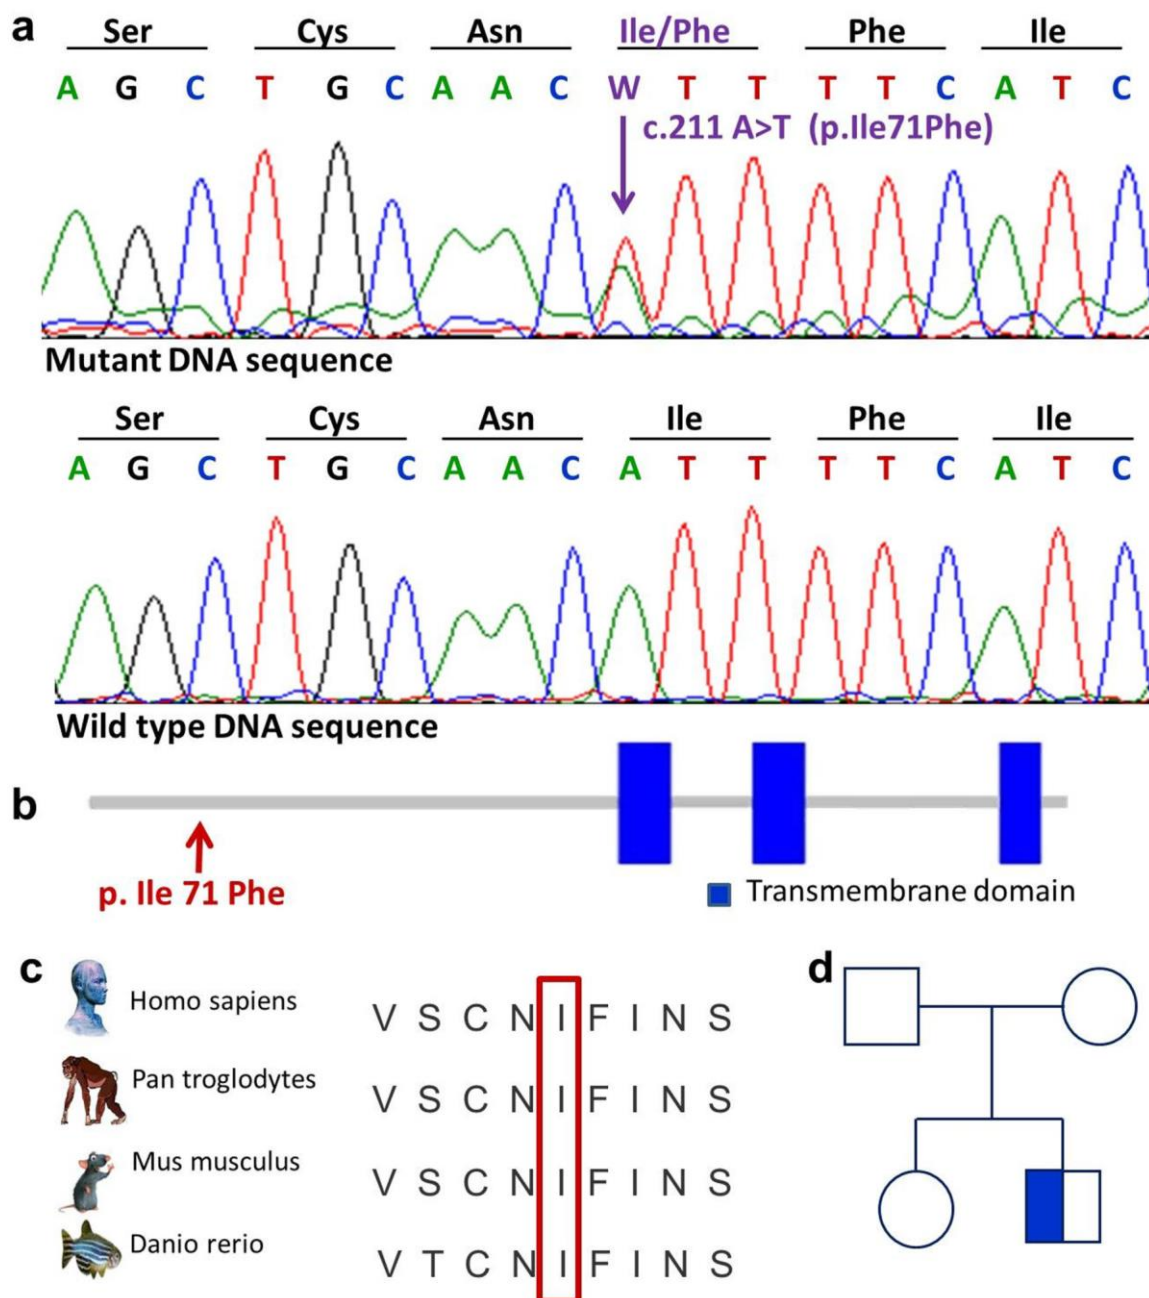 a
Ser Cys Asn Ile/Phe Phe Ile
A G C T G C A A C W T T T T C A T C
c.211 A>T (p.Ile71Phe)
Mutant DNA sequence
Ser Cys Asn Ile Phe Ile
A G C T G C A A C A T T T T C A T C
Wild type DNA sequence
b
p. Ile 71 Phe
Transmembrane domain
c
Homo sapiens V S C N I F I N S
Pan troglodytes V S C N I F I N S
Mus musculus V S C N I F I N S
Danio rerio V T C N I F I N S
d